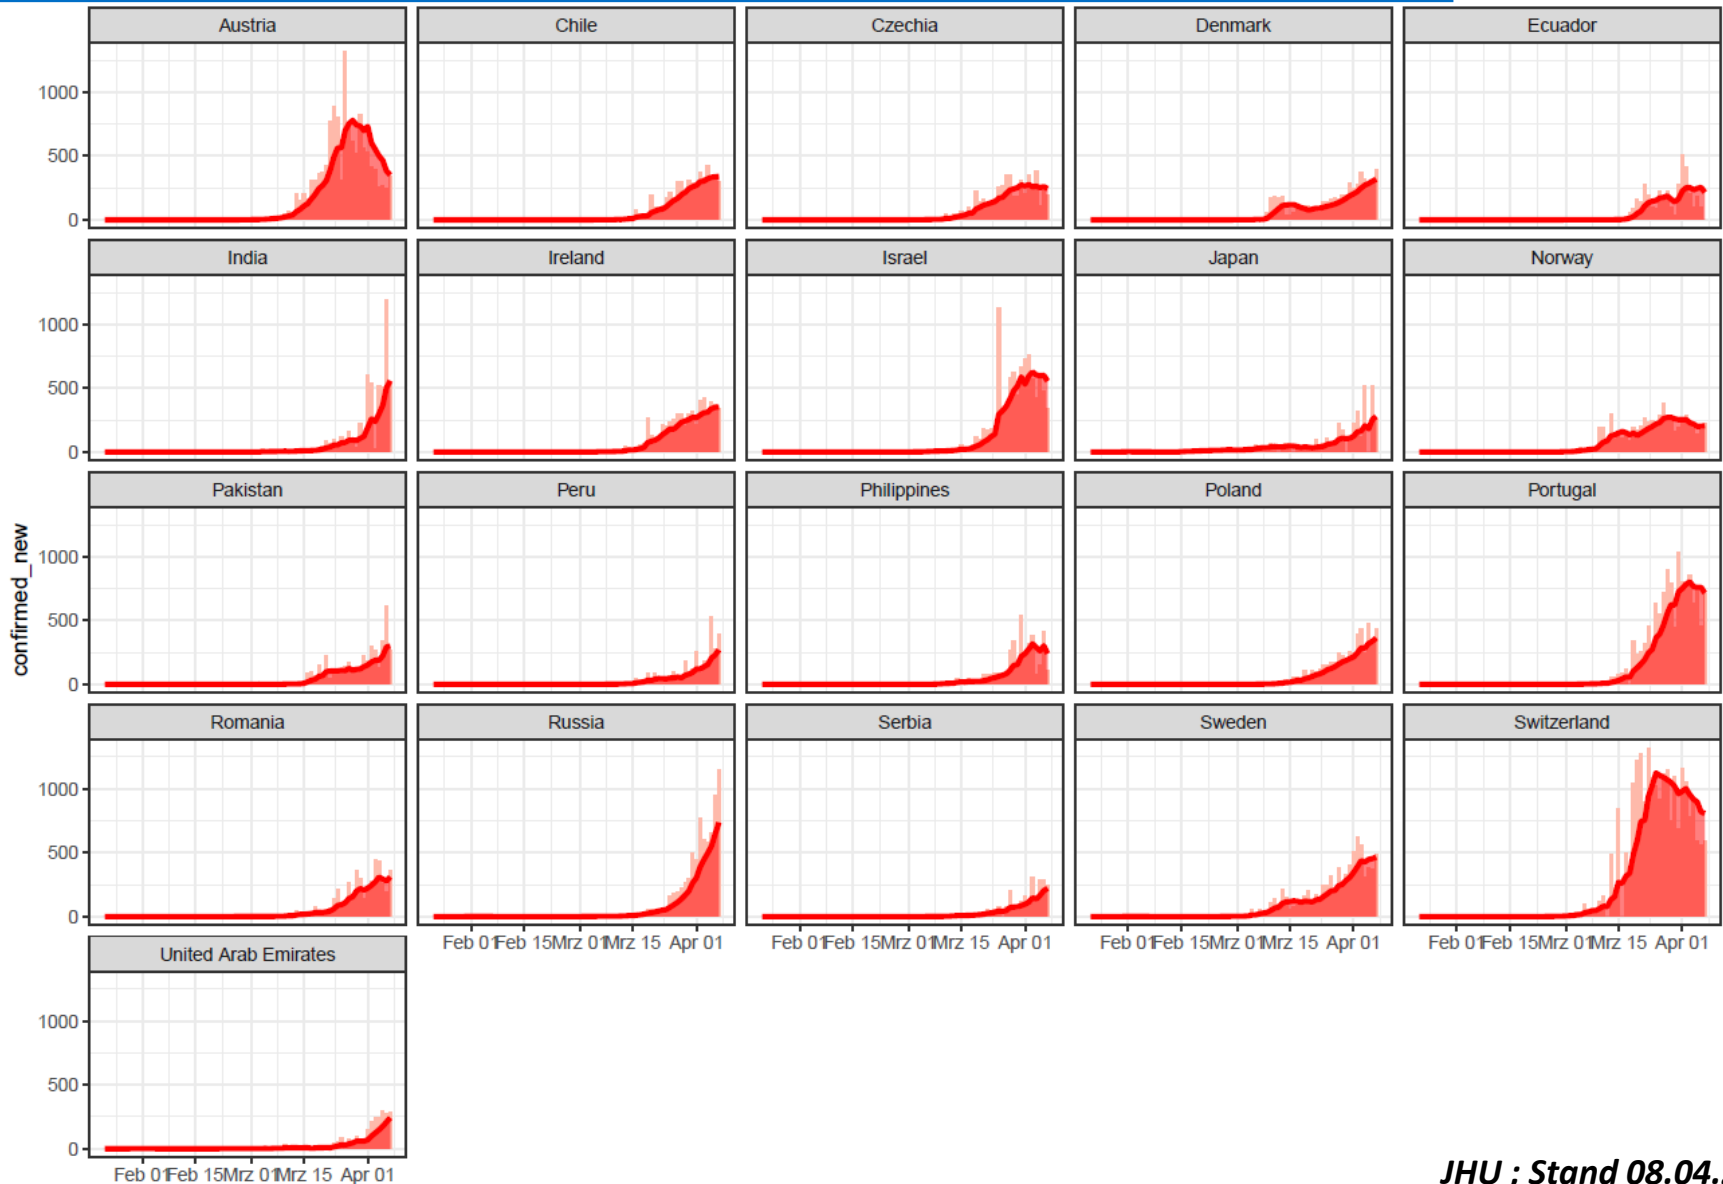 Austria Chile Czechia Denmark Ecuador
1000
500
0
India Ireland Israel Japan Norway
1000
500
0
Pakistan Peru Philippines Poland Portugal
confirmed_new
1000
500
0
Romania Russia Serbia Sweden Switzerland
1000
500
0
Feb 01 Feb 15 Mrz 01 Mrz 15 Apr 01 Feb 01 Feb 15 Mrz 01 Mrz 15 Apr 01 Feb 01 Feb 15 Mrz 01 Mrz 15 Apr 01 Feb 01 Feb 15 Mrz 01 Mrz 15 Apr 01
United Arab Emirates
1000
500
0
Feb 01 Feb 15 Mrz 01 Mrz 15 Apr 01
JHU : Stand 08.04.